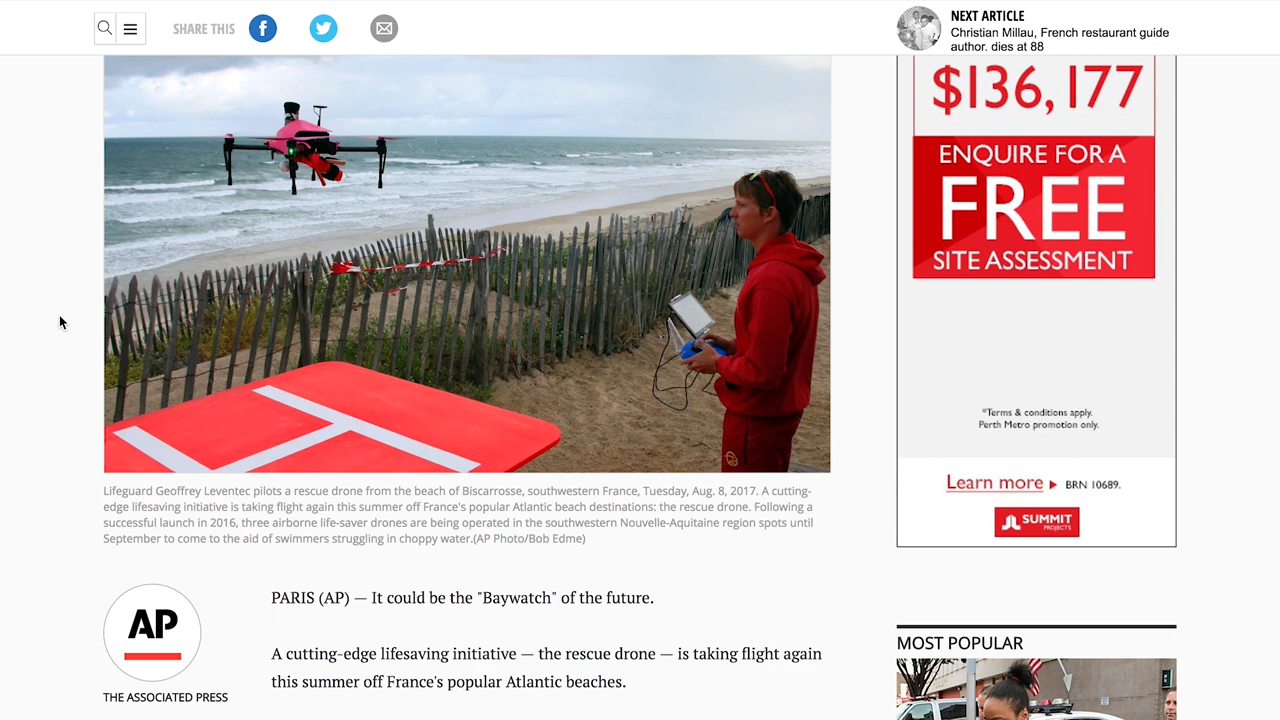 SHARE THIS
NEXT ARTICLE
Christian Millau, French restaurant guide
author. dies at 88
$136,177
ENQUIRE FOR A
FREE
SITE ASSESSMENT
*Terms & conditions apply.
Perth Metro promotion only.
Learn more
BRN 10689.
SUMMIT
PROJECTS
Lifeguard Geoffrey Leventec pilots a rescue drone from the beach of Biscarrosse, southwestern France, Tuesday, Aug. 8, 2017. A cutting-
edge lifesaving initiative is taking flight again this summer off France's popular Atlantic beach destinations: the rescue drone. Following a
successful launch in 2016, three airborne life-saver drones are being operated in the southwestern Nouvelle-Aquitaine region spots until
September to come to the aid of swimmers struggling in choppy water.(AP Photo/Bob Edme)
AP
THE ASSOCIATED PRESS
PARIS (AP) — It could be the "Baywatch" of the future.
A cutting-edge lifesaving initiative — the rescue drone — is taking flight again
this summer off France's popular Atlantic beaches.
MOST POPULAR